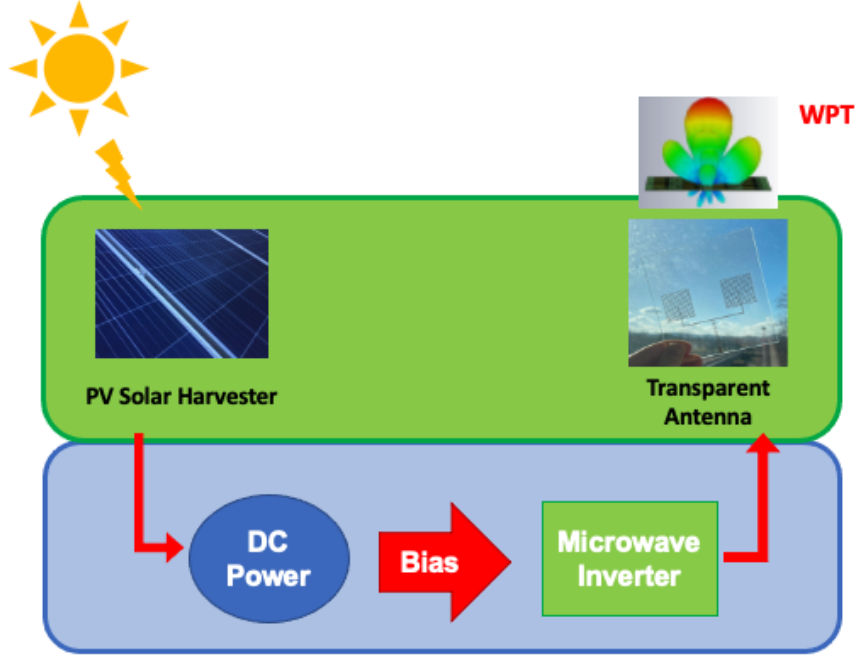 WPT
PV Solar Harvester
Transparent
Antenna
DC
Power
Bias
Microwave
Inverter